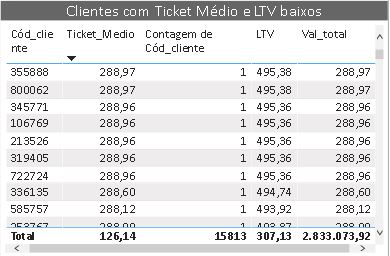 Clientes com Ticket Médio e LTV baixos
Cód_clie
nte Ticket_Medio Contagem de
Cód_cliente LTV Val_total
355888 288,97 1 495,38 288,97
800062 288,97 1 495,38 288,97
345771 288,96 1 495,36 288,96
106769 288,96 1 495,36 288,96
213526 288,96 1 495,36 288,96
319405 288,96 1 495,36 288,96
722724 288,96 1 495,36 288,96
336135 288,60 1 494,74 288,60
585757 288,12 1 493,92 288,12
Total 126,14 15813 307,13 2.833.073,92